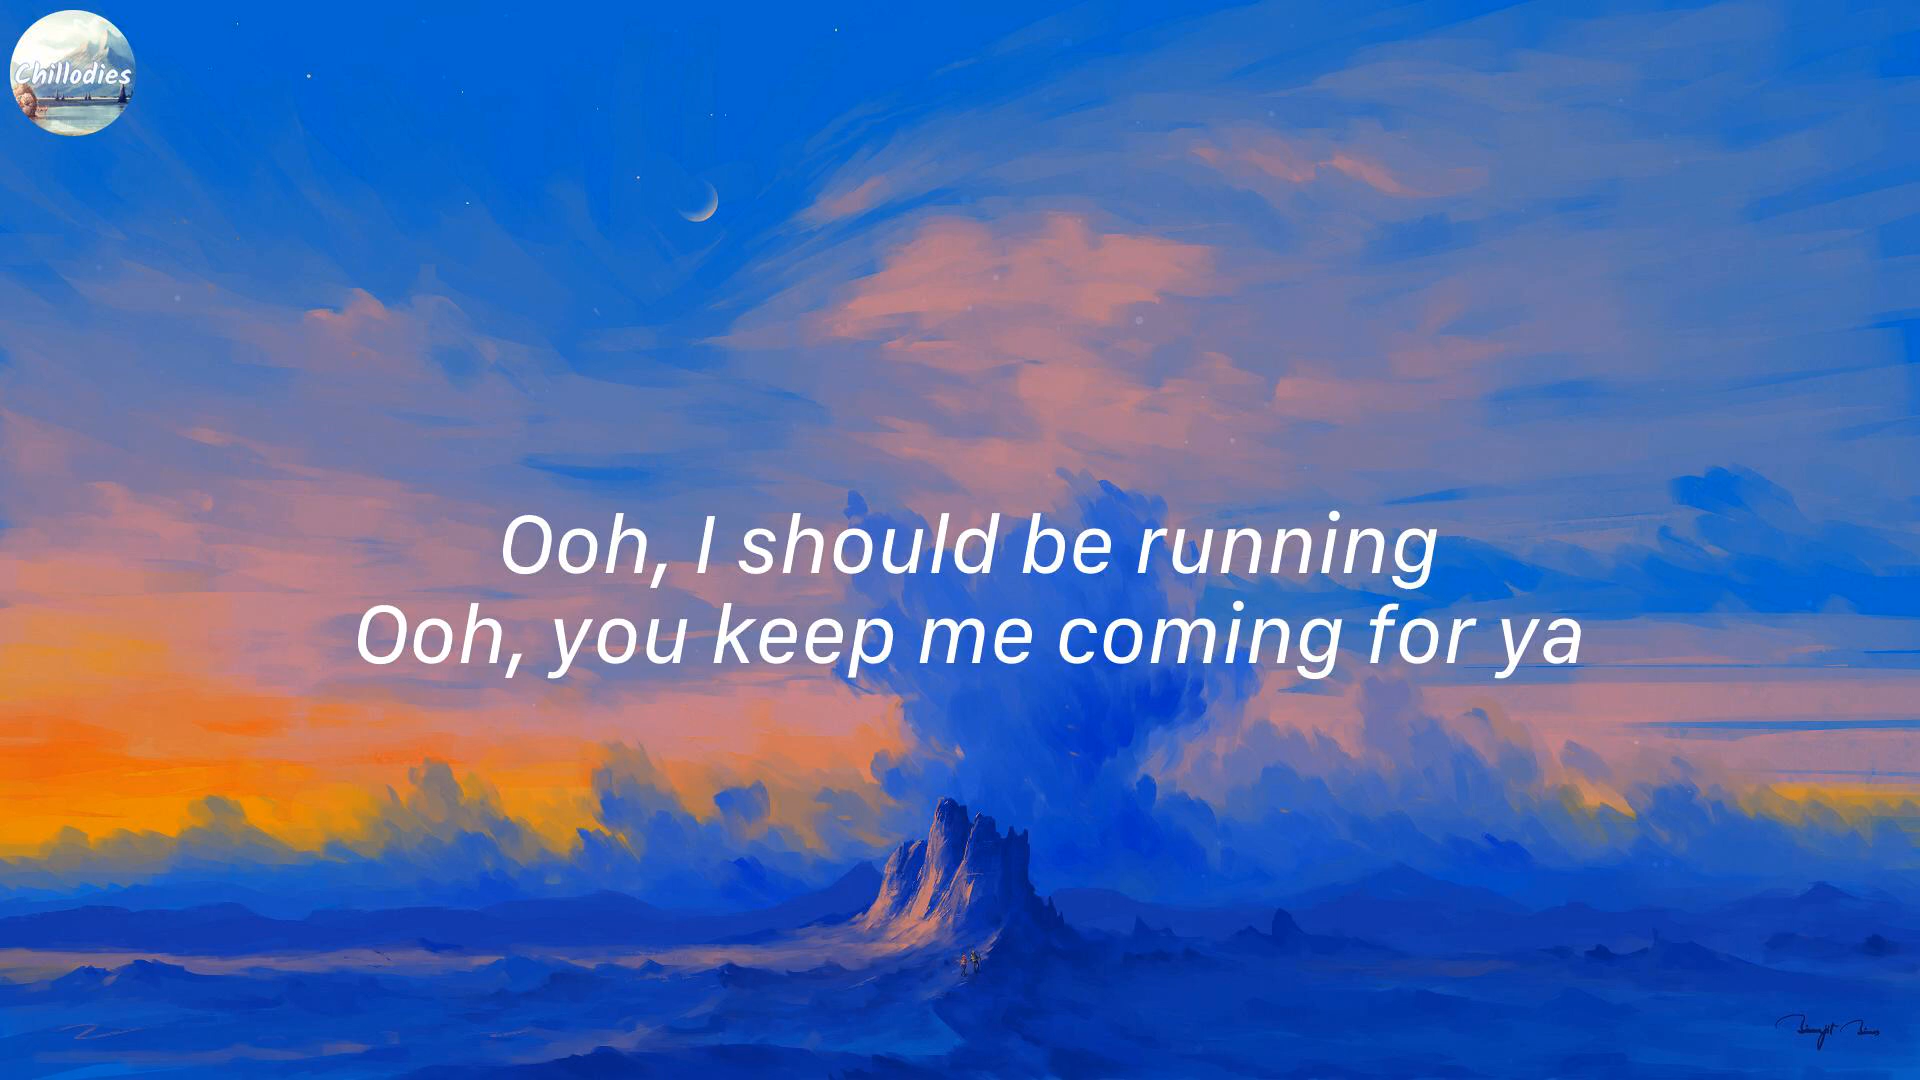 Chillodies
Ooh, I should be running
Ooh, you keep me coming for ya